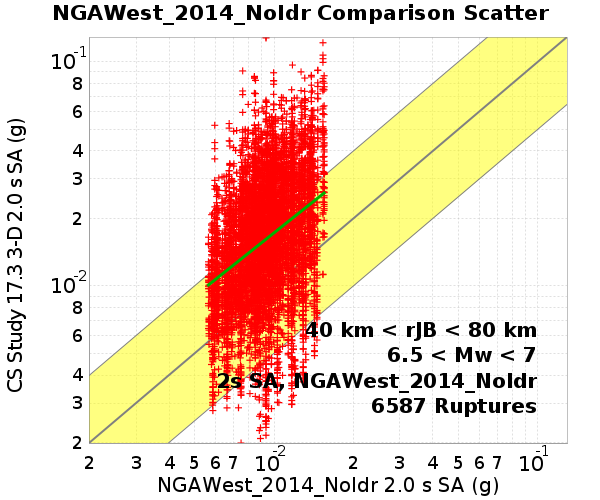 NGAWest_2014_NoIdr Comparison Scatter
CS Study 17.3 3-D 2.0 s SA (g)
10-1
8
6
4
3
2
10-2
8
6
4
3
2
40 km < rJB < 80 km
6.5 < Mw < 7
2s SA, NGAWest_2014_NoIdr
6587 Ruptures
2 3 4 5 6 7 10-2 2 3 4 5 6 7 10-1
NGAWest_2014_NoIdr 2.0 s SA (g)